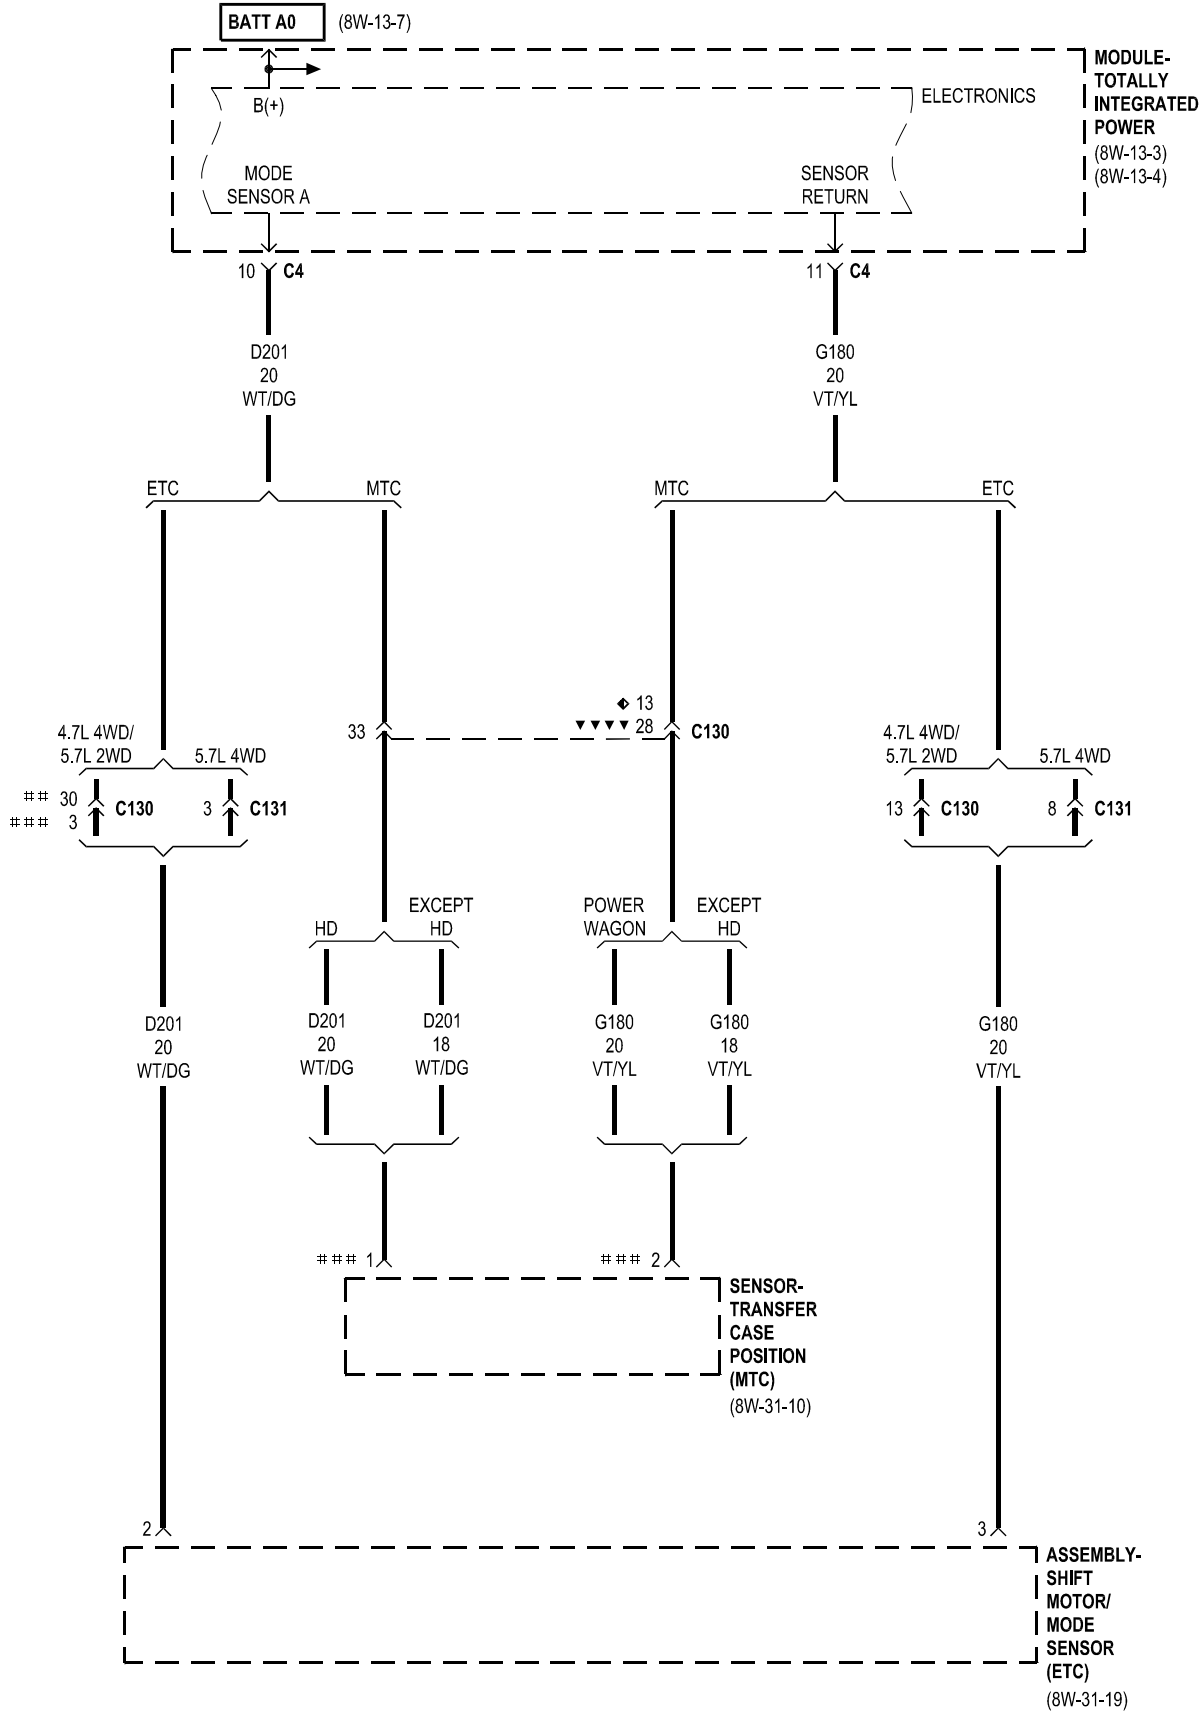 BATT A0 (8W-13-7)
MODULE-
TOTALLY
INTEGRATED
POWER
(8W-13-3)
(8W-13-4)
B(+)
ELECTRONICS
MODE
SENSOR A
SENSOR
RETURN
10 C4
11 C4
D201
20
WT/DG
G180
20
VT/YL
ETC MTC
MTC ETC
33
13
28 C130
4.7L 4WD/
5.7L 2WD 5.7L 4WD
## 30
### 3
C130
3 C131
4.7L 4WD/
5.7L 2WD 5.7L 4WD
13 C130
8 C131
HD
EXCEPT
HD
POWER
WAGON
EXCEPT
HD
D201
20
WT/DG
D201
20
WT/DG
D201
18
WT/DG
G180
20
VT/YL
G180
18
VT/YL
G180
20
VT/YL
### 1
### 2
SENSOR-
TRANSFER
CASE
POSITION
(MTC)
(8W-31-10)
2
3
ASSEMBLY-
SHIFT
MOTOR/
MODE
SENSOR
(ETC)
(8W-31-19)